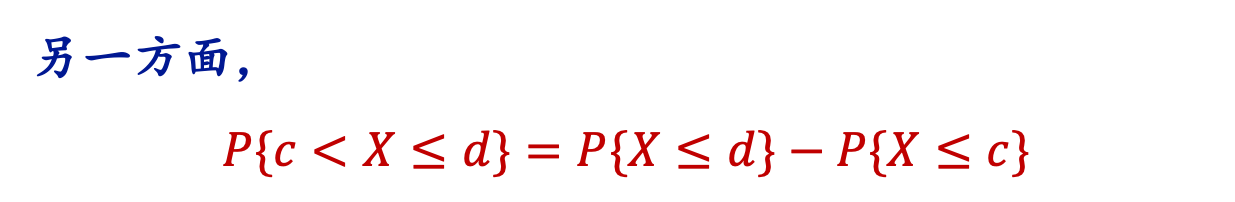 另一方面，
P{c < X ≤ d} = P{X ≤ d} − P{X ≤ c}